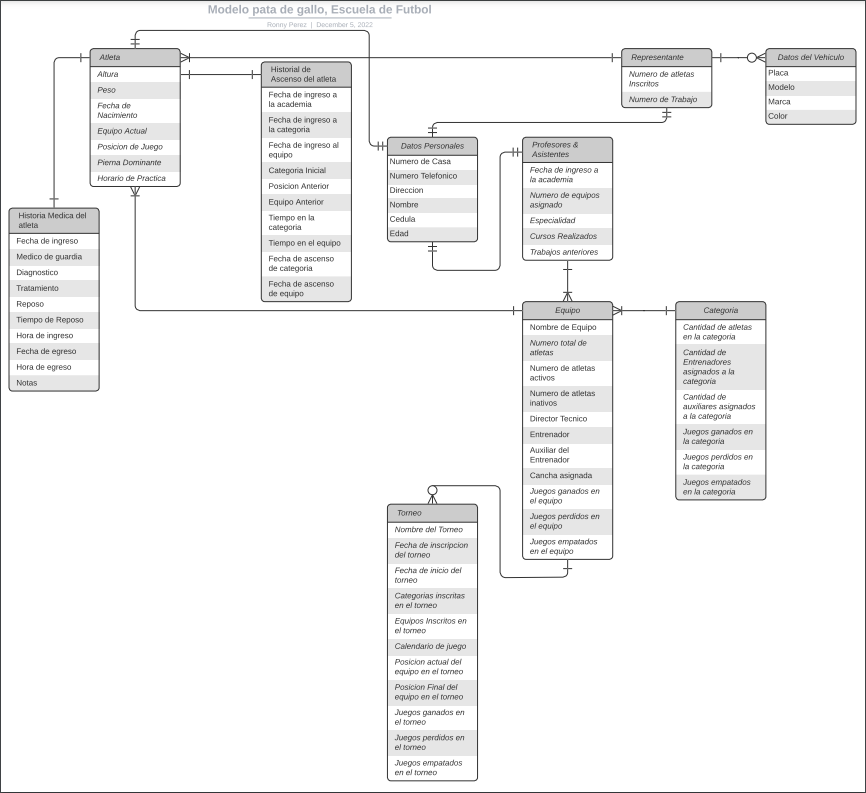 Modelo pata de gallo, Escuela de Futbol
Ronny Perez | December 5, 2022
Atleta
Altura
Peso
Fecha de
Nacimiento
Equipo Actual
Posicion de Juego
Pierna Dominante
Horario de Practica
Historial de
Ascenso del atleta
Fecha de ingreso a
la academia
Fecha de ingreso a
la categoria
Fecha de ingreso al
equipo
Categoria Inicial
Posicion Anterior
Equipo Anterior
Tiempo en la
categoria
Tiempo en el equipo
Fecha de ascenso
de categoria
Fecha de ascenso
de equipo
Representante
Numero de atletas
Inscritos
Numero de Trabajo
Datos del Vehiculo
Placa
Modelo
Marca
Color
Datos Personales
Numero de Casa
Numero Telefonico
Direccion
Nombre
Cedula
Edad
Profesores &
Asistentes
Fecha de ingreso a
la academia
Numero de equipos
asignado
Especialidad
Cursos Realizados
Trabajos anteriores
Historia Medica del
atleta
Fecha de ingreso
Medico de guardia
Diagnostico
Tratamiento
Reposo
Tiempo de Reposo
Hora de ingreso
Fecha de egreso
Hora de egreso
Notas
Equipo
Nombre de Equipo
Numero total de
atletas
Numero de atletas
activos
Numero de atletas
inativos
Director Tecnico
Entrenador
Auxiliar del
Entrenador
Cancha asignada
Juegos ganados en
el equipo
Juegos perdidos en
el equipo
Juegos empatados
en el equipo
Categoria
Cantidad de atletas
en la categoria
Cantidad de
Entrenadores
asignados a la
categoria
Cantidad de
auxiliares asignados
a la categoria
Juegos ganados en
la categoria
Juegos perdidos en
la categoria
Juegos empatados
en la categoria
Torneo
Nombre del Torneo
Fecha de inscripcion
del torneo
Fecha de inicio del
torneo
Categorias inscritas
en el torneo
Equipos Inscritos en
el torneo
Calendario de juego
Posicion actual del
equipo en el torneo
Posicion Final del
equipo en el torneo
Juegos ganados en
el torneo
Juegos perdidos en
el torneo
Juegos empatados
en el torneo